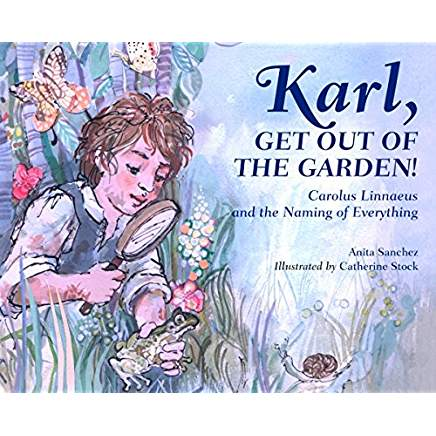 Karl,
GET OUT OF
THE GARDEN!
Carolus Linnaeus
and the Naming of Everything
Anita Sanchez
Illustrated by Catherine Stock